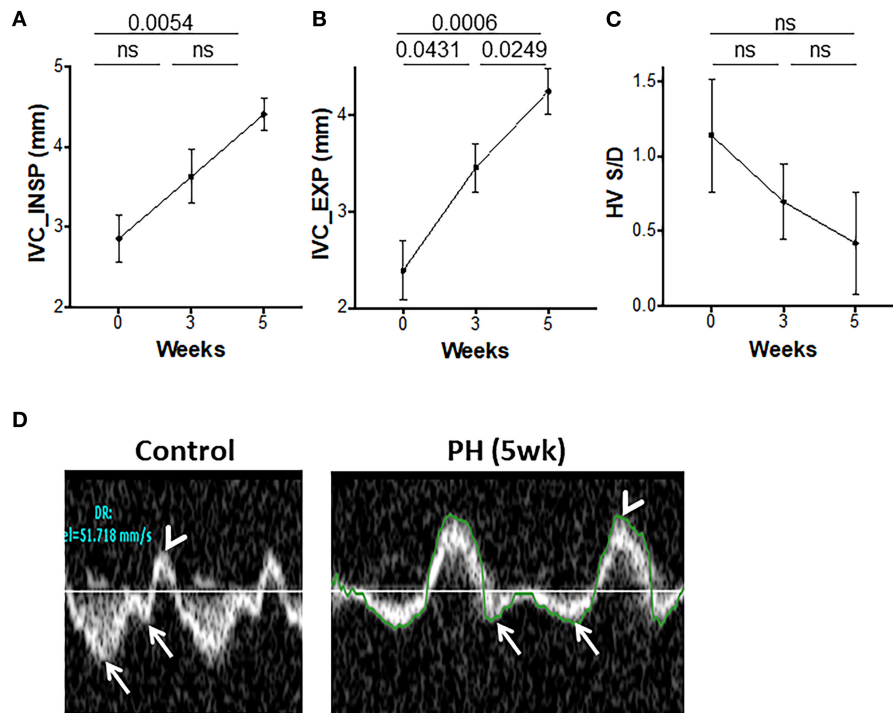 A
0.0054
ns
ns
5
4
3
2
IVC_INSP (mm)
0
3
5
Weeks
B
0.0006
0.0431
0.0249
4
3
2
IVC_EXP (mm)
0
3
5
Weeks
C
ns
ns
ns
1.5
1.0
0.5
0.0
HV S/D
0
3
5
Weeks
D
Control
PH (5wk)
DR:
el=51.718 mm/s